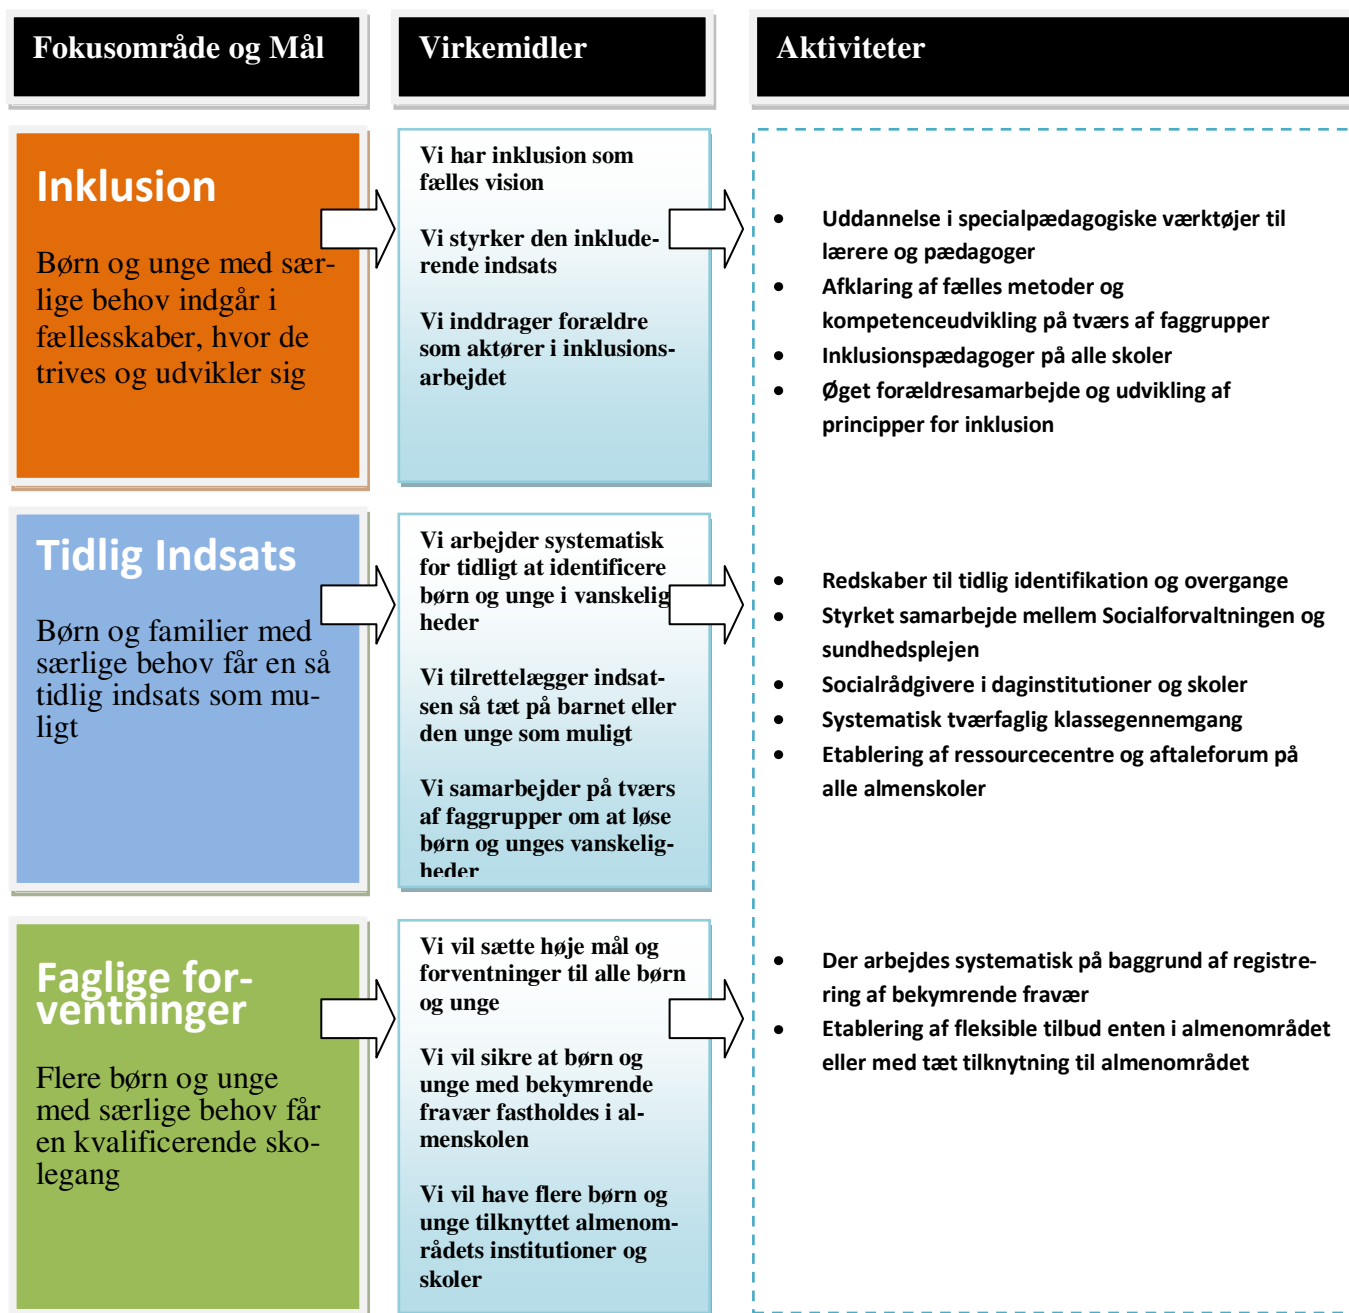 Fokusområde og Mål
Virkemidler
Aktiviteter
Inklusion
Børn og unge med sær-
lige behov indgår i
fællesskaber, hvor de
trives og udvikler sig
Vi har inklusion som
fælles vision
Vi styrker den inklude-
rende indsats
Vi inddrager forældre
som aktører i inklusions-
arbejdet
• Uddannelse i specialpædagogiske værktøjer til
lærere og pædagoger
• Afklaring af fælles metoder og
kompetenceudvikling på tværs af faggrupper
• Inklusionspædagoger på alle skoler
• Øget forældresamarbejde og udvikling af
principper for inklusion
Tidlig Indsats
Børn og familier med
særlige behov får en så
tidlig indsats som mu-
ligt
Vi arbejder systematisk
for tidligt at identificere
børn og unge i vanskelig
heder
Vi tilrettelægger indsat-
sen så tæt på barnet eller
den unge som muligt
Vi samarbejder på tværs
af faggrupper om at løse
børn og unges vanskelig-
heder
• Redskaber til tidlig identifikation og overgange
• Styrket samarbejde mellem Socialforvaltningen og
sundhedsplejen
• Socialrådgivere i daginstitutioner og skoler
• Systematisk tværfaglig klassegennemgang
• Etablering af ressourcecentre og aftaleforum på
alle almenskoler
Faglige for-
ventninger
Flere børn og unge
med særlige behov får
en kvalificerende sko-
legang
Vi vil sætte høje mål og
forventninger til alle børn
og unge
Vi vil sikre at børn og
unge med bekymrende
fravær fastholdes i al-
menskolen
Vi vil have flere børn og
unge tilknyttet almenom-
rådets institutioner og
skoler
• Der arbejdes systematisk på baggrund af registre-
ring af bekymrende fravær
• Etablering af fleksible tilbud enten i almenområdet
eller med tæt tilknytning til almenområdet